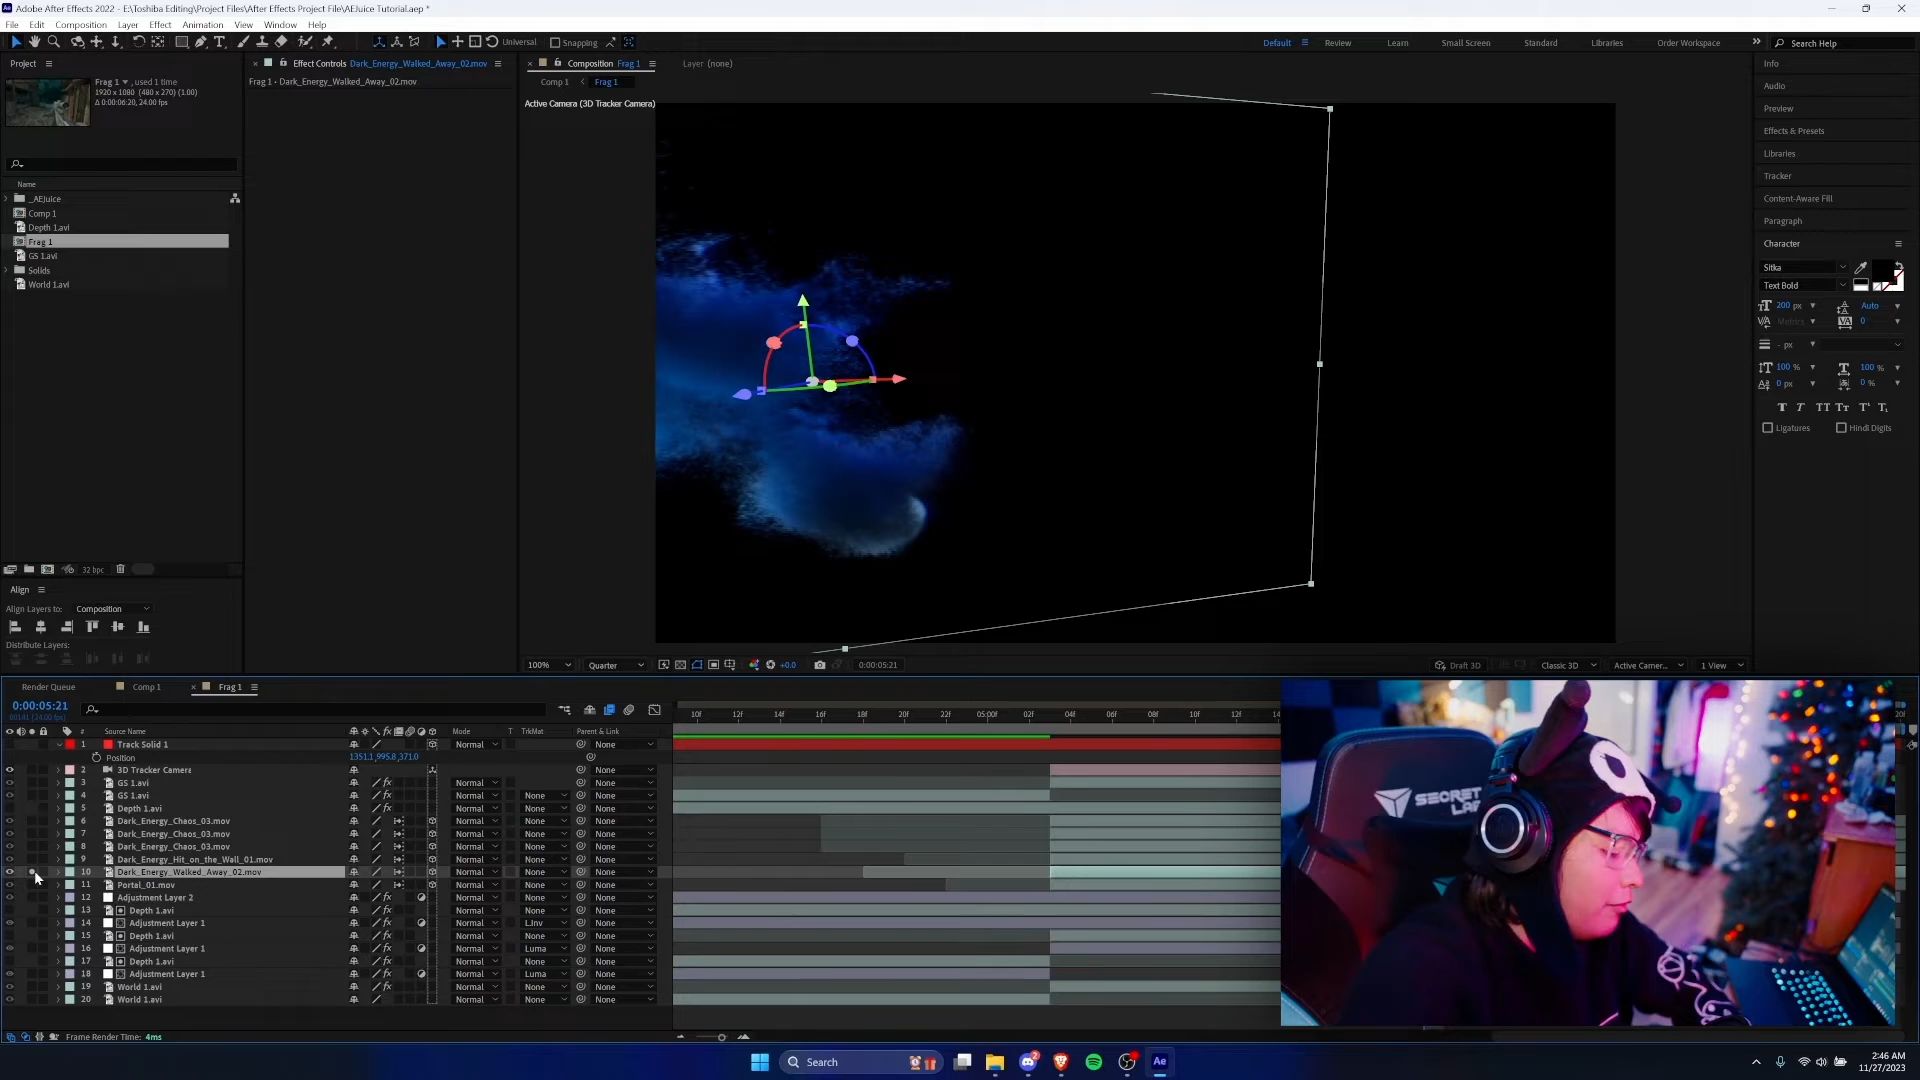 Adobe After Effects 2022 - E:\Toshiba Editing\Project Files\After Effects Project File\AEJuice Tutorial.aep *
File Edit Composition Layer Effect Animation View Window Help
Universal Snapping Default Review Learn Small Screen Standard Libraries Order Workspace Search Help
Project
Frag 1 , used 1 time
1920 x 1080 (480 x 270) (1.00)
Δ 0:00:06:20, 24.00 fps
Name
_AEJuice
Comp 1
Depth 1.avi
Frag 1
GS 1.avi
Solids
World 1.avi
32 bpc
Align
Align Layers to: Composition
Distribute Layers:
Effect Controls Dark_Energy_Walked_Away_02.mov
Frag 1 • Dark_Energy_Walked_Away_02.mov
Composition Frag 1 Layer (none)
Comp 1 Frag 1
Active Camera (3D Tracker Camera)
100% Quarter +0.0 0:00:05:21 Draft 3D Classic 3D Active Camer... 1 View
Info
Audio
Preview
Effects & Presets
Libraries
Tracker
Content-Aware Fill
Paragraph
Character
Sitka
Text Bold
200 px Auto
Metrics 0
- px
100 % 100 %
0 px 0 %
Ligatures Hindi Digits
Render Queue Comp 1 Frag 1
0:00:05:21
# Source Name Mode T TrkMat Parent & Link
10f 12f 14f 16f 18f 20f 22f 05:00f 02f 04f 06f 08f 10f 12f
1 Track Solid 1 Normal None
Position 1351.1,995.8,371.0
2 3D Tracker Camera None
3 GS 1.avi Normal None
4 GS 1.avi Normal None None
5 Depth 1.avi Normal None None
6 Dark_Energy_Chaos_03.mov Normal None None
7 Dark_Energy_Chaos_03.mov Normal None None
8 Dark_Energy_Chaos_03.mov Normal None None
9 Dark_Energy_Hit_on_the_Wall_01.mov Normal None None
10 Dark_Energy_Walked_Away_02.mov Normal None None
11 Portal_01.mov Normal None None
12 Adjustment Layer 2 Normal None None
13 Depth 1.avi Normal None None
14 Adjustment Layer 1 Normal L.Inv None
15 Depth 1.avi Normal None None
16 Adjustment Layer 1 Normal Luma None
17 Depth 1.avi Normal None None
18 Adjustment Layer 1 Normal Luma None
19 World 1.avi Normal None None
20 World 1.avi Normal None None
Frame Render Time: 4ms
SECRET
LAB
Search
2:46 AM
11/27/2023